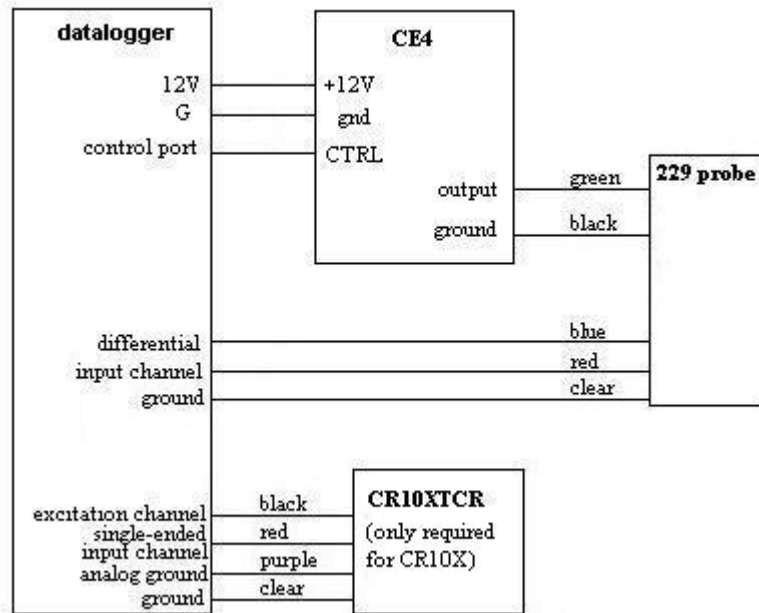 datalogger
CE4
12V
+12V
G
gnd
control port
CTRL
229 probe
output
green
ground
black
differential
blue
input channel
red
ground
clear
excitation channel
black
CR10XTCR
single-ended
input channel
red
(only required
for CR10X)
analog ground
purple
ground
clear